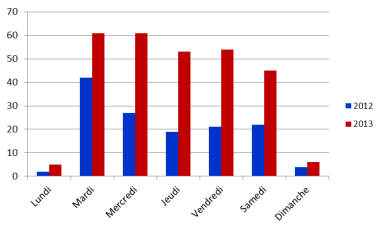 70
60
50
40
30
20
10
0
Lundi
Mardi
Mercredi
Jeudi
Vendredi
Samedi
Dimanche
2012
2013